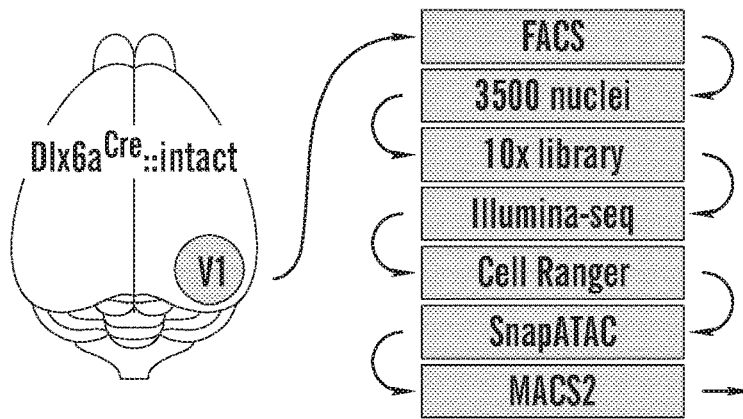 Dlx6a^Cre::intact
V1
FACS
3500 nuclei
10x library
Illumina-seq
Cell Ranger
SnapATAC
MACS2